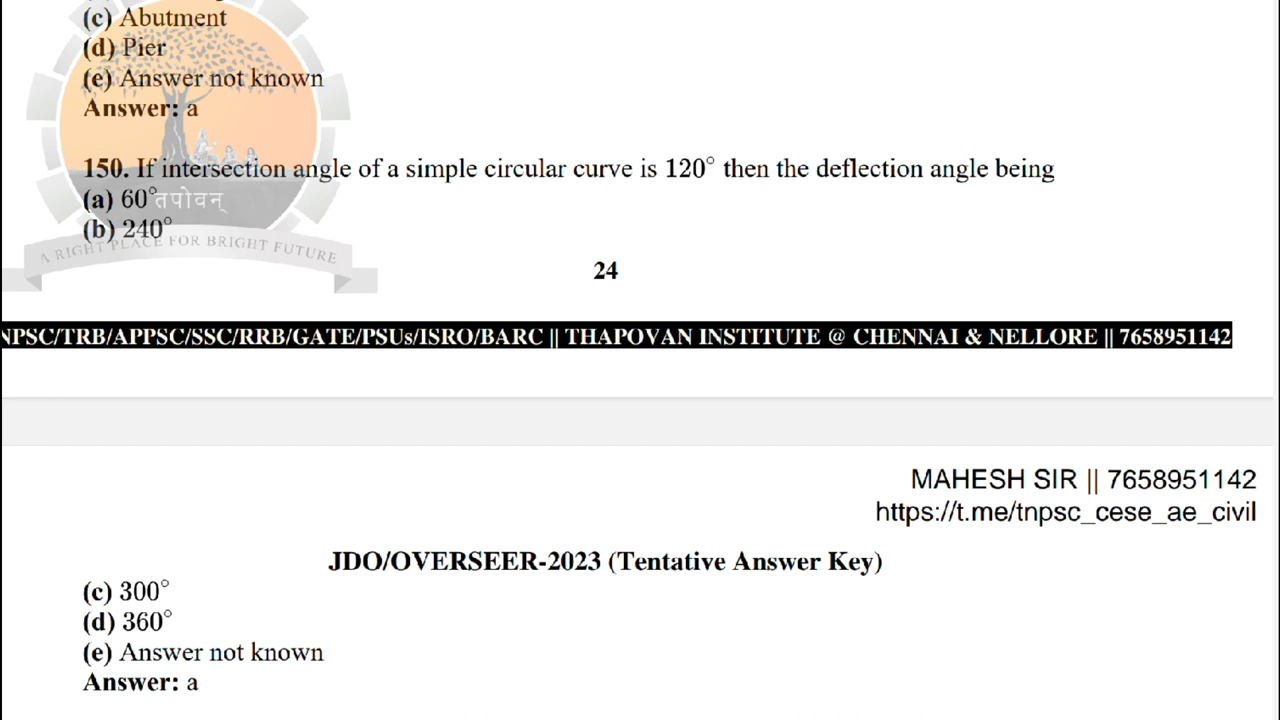 (c) Abutment
(d) Pier
(e) Answer not known
Answer: a
150. If intersection angle of a simple circular curve is 120° then the deflection angle being
(a) 60°
तपोवन्
(b) 240°
A RIGHT PLACE FOR BRIGHT FUTURE
24
NPSC/TRB/APPSC/SSC/RRB/GATE/PSUs/ISRO/BARC || THAPOVAN INSTITUTE @ CHENNAI & NELLORE || 7658951142
MAHESH SIR || 7658951142
https://t.me/tnpsc_cese_ae_civil
JDO/OVERSEER-2023 (Tentative Answer Key)
(c) 300°
(d) 360°
(e) Answer not known
Answer: a